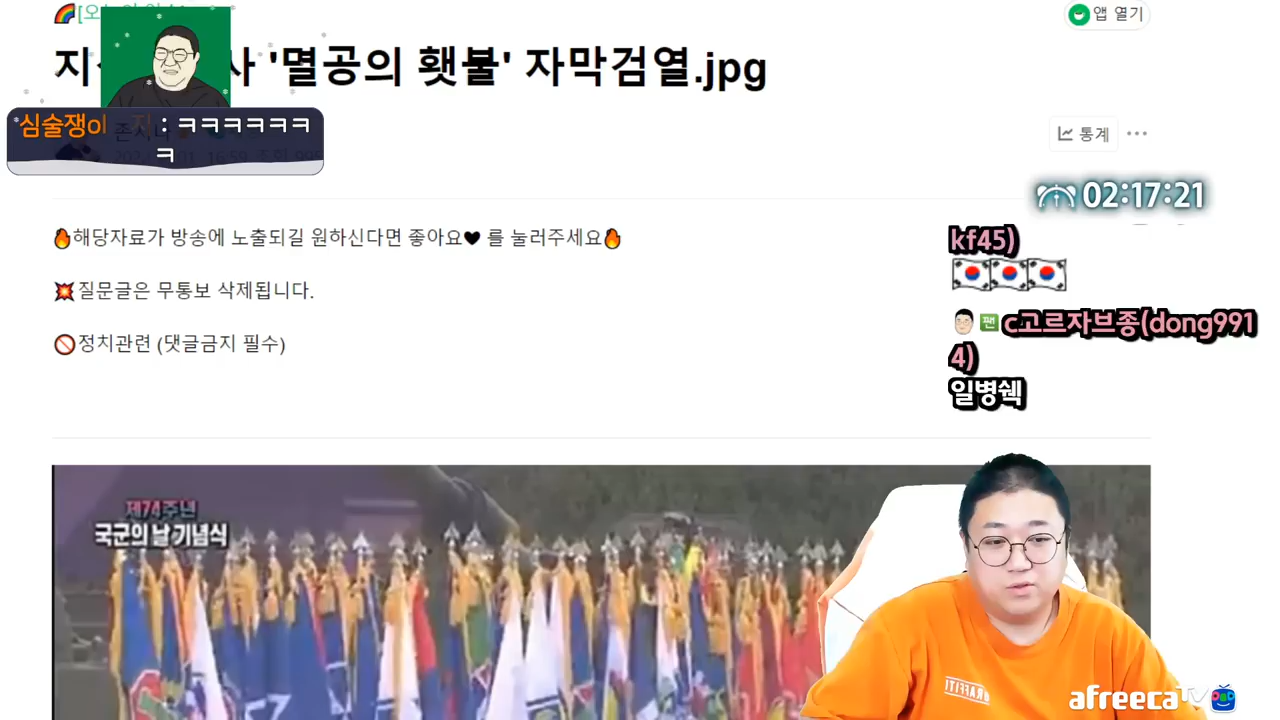 앱 열기
'멸공의 횃불' 자막검열.jpg
심술쟁이 : ㅋㅋㅋㅋㅋㅋ
ㅋ
통계
02:17:21
🔥해당자료가 방송에 노출되길 원하신다면 좋아요🖤 를 눌러주세요🔥
💥질문글은 무통보 삭제됩니다.
🚫정치관련 (댓글금지 필수)
kf45)
🇰🇷🇰🇷🇰🇷
팬 c고르자브종(dong991
4)
일병쉑
제74주년
국군의 날 기념식
GRAFFITI
afreecaTV